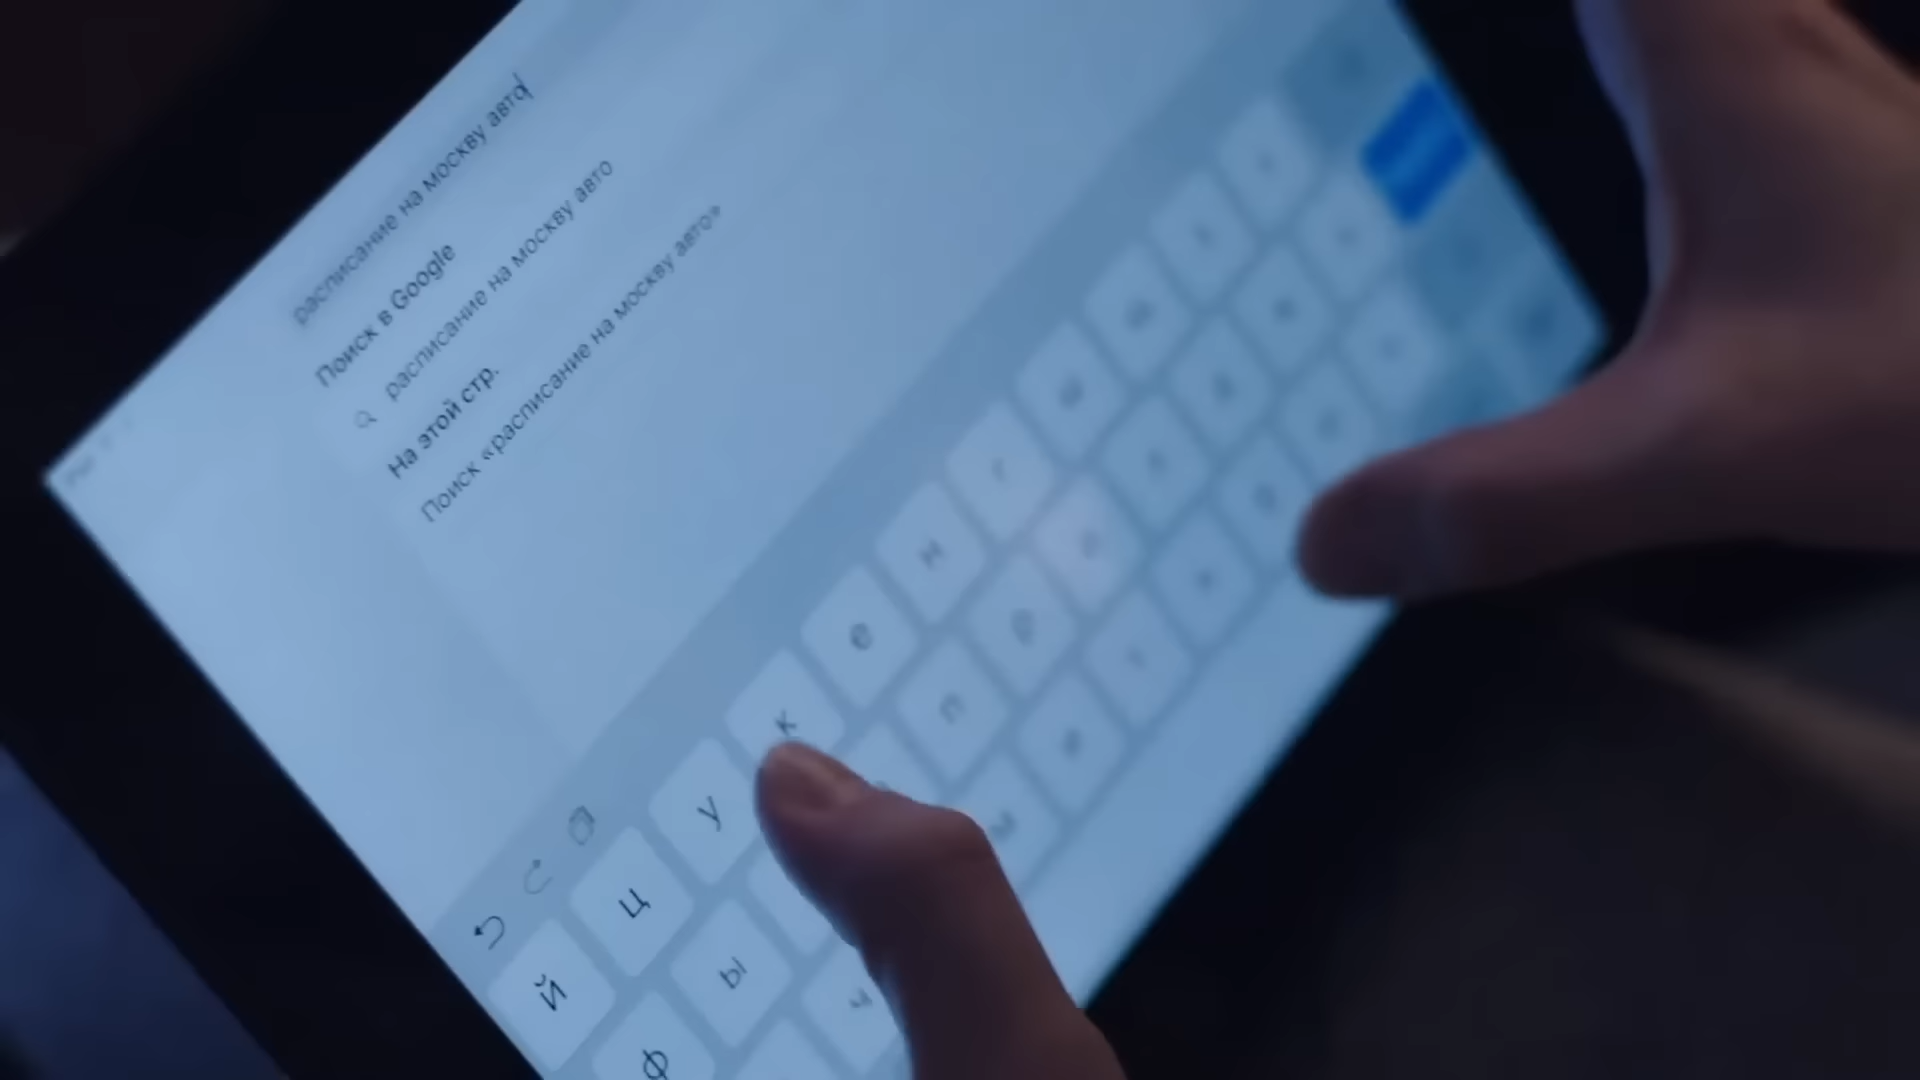 расписание на москву авто
Поиск в Google
расписание на москву авто
На этой стр.
Поиск «расписание на москву авто»
й ц у к е н г ш щ з х
ф ы п р о л д ж э
ч м и т ь б ю